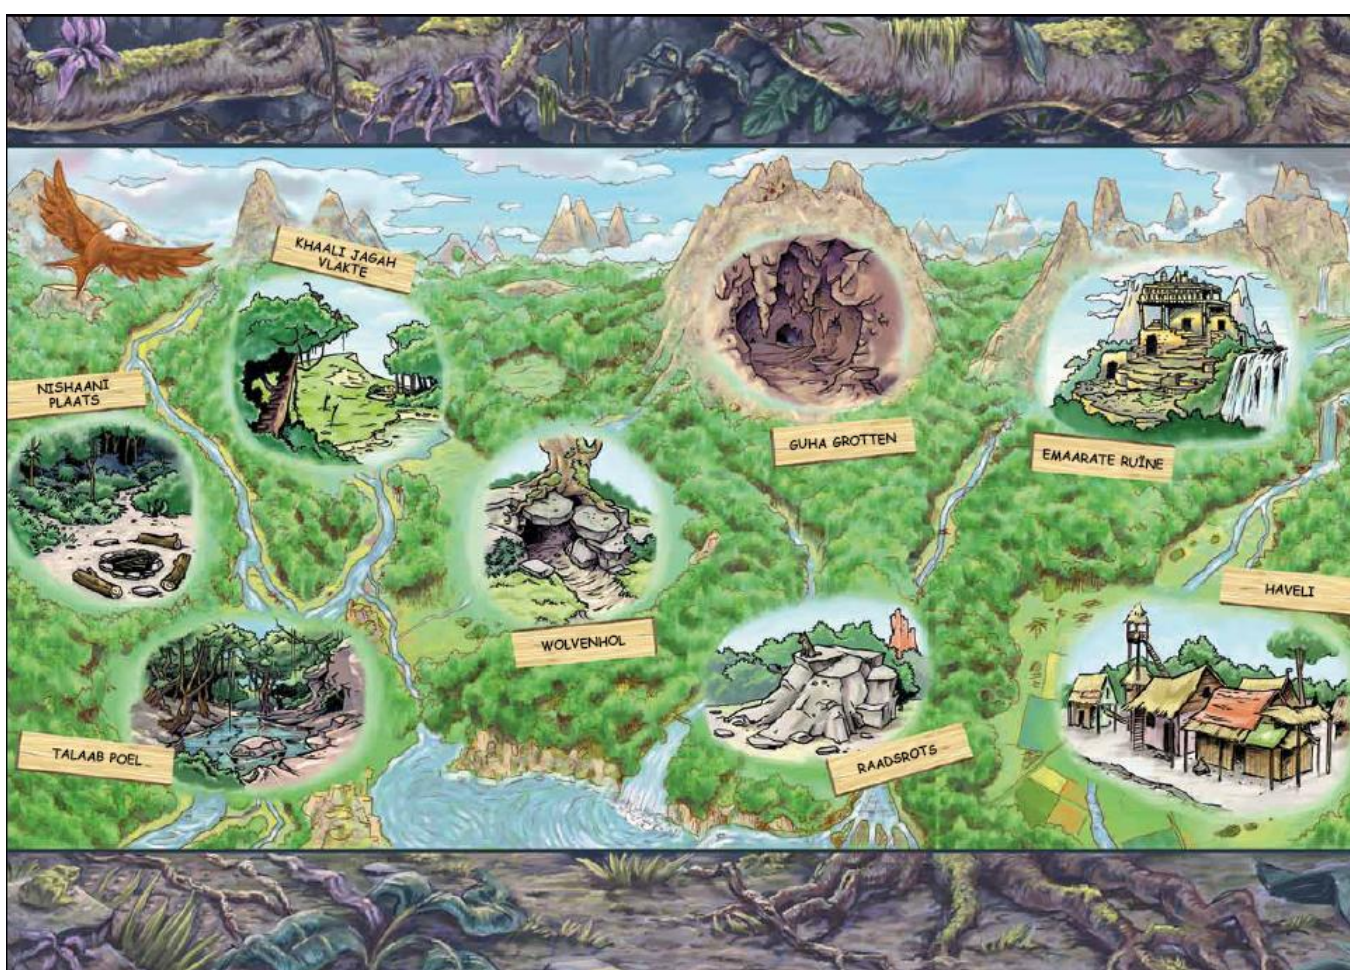 KHAALI JAGAH
VLAKTE
NISHAANI
PLAATS
GUHA GROTTEN
EMAARATE RUÏNE
HAVELI
WOLVENHOL
RAADSROTS
TALAAB POEL